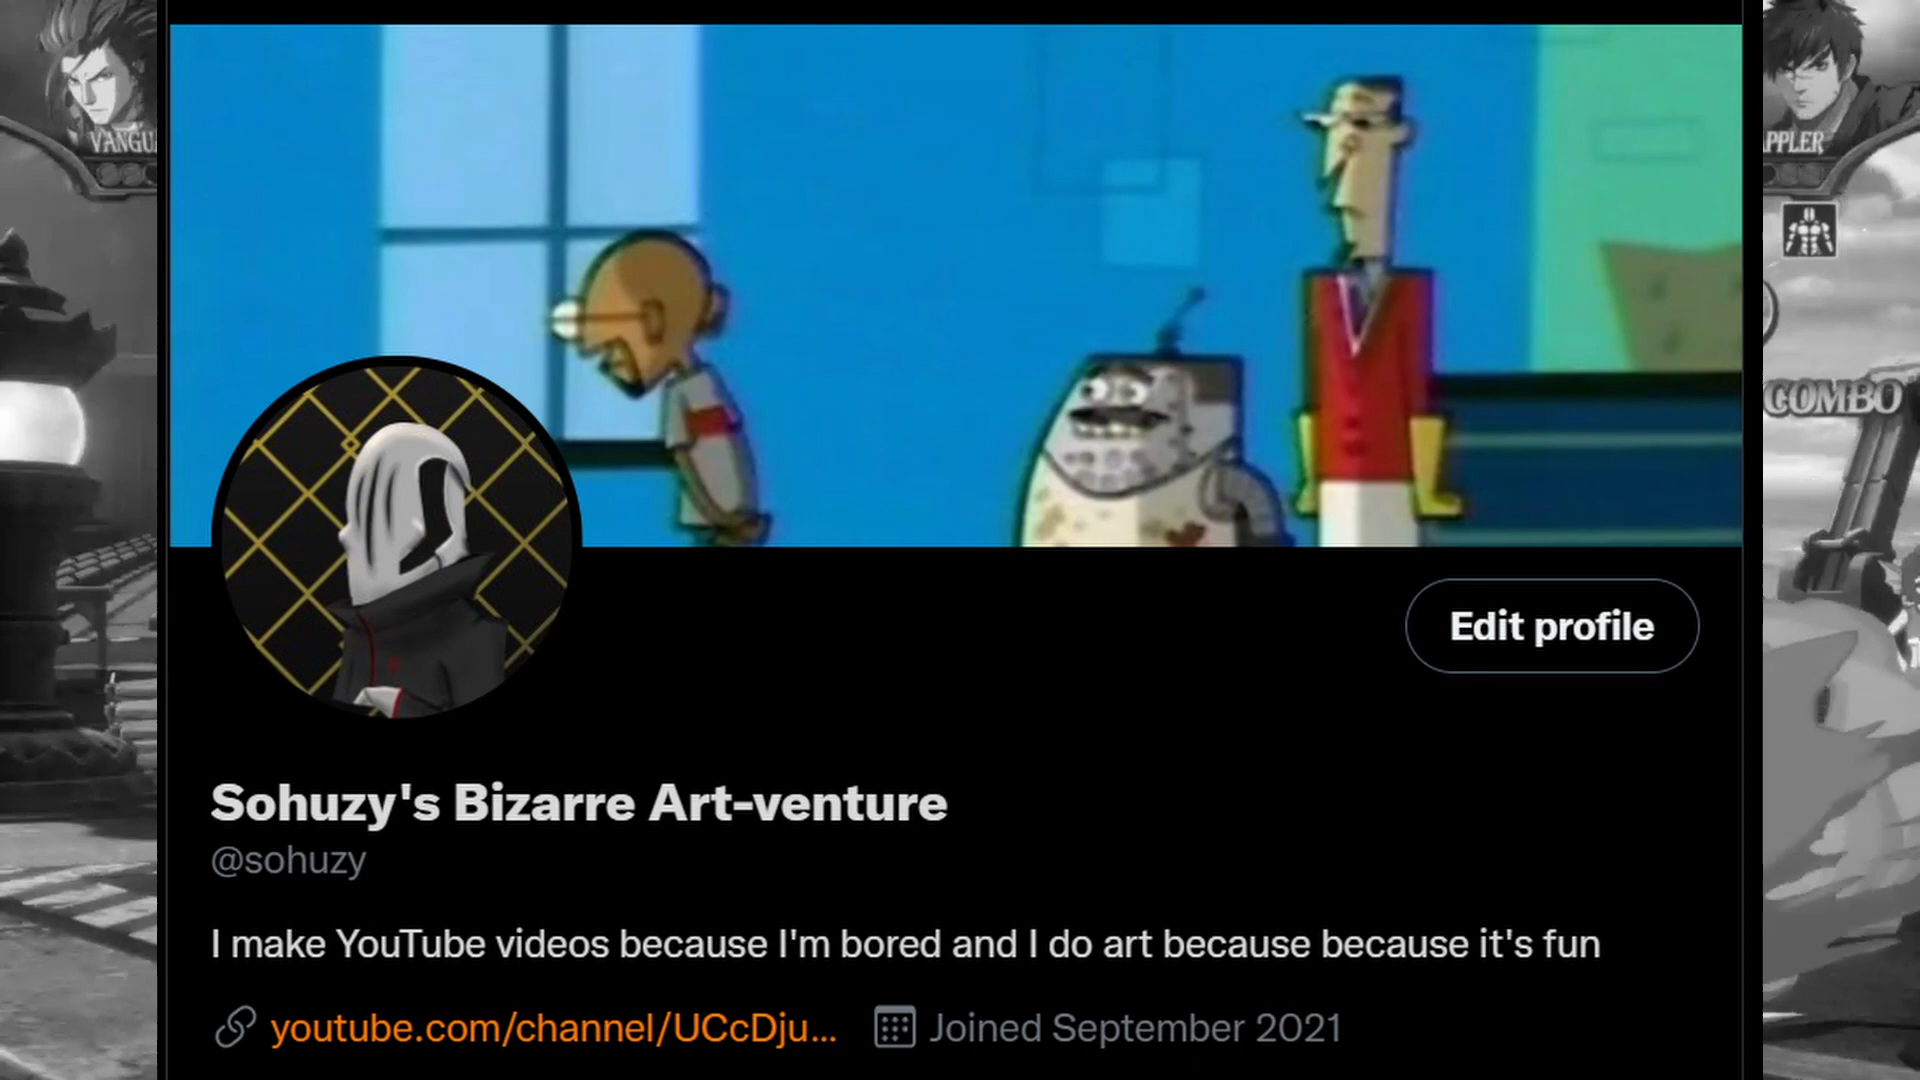 VANGU
PPLER
COMBO
Edit profile
Sohuzy's Bizarre Art-venture
@sohuzy
I make YouTube videos because I'm bored and I do art because because it's fun
youtube.com/channel/UCcDju...
Joined September 2021